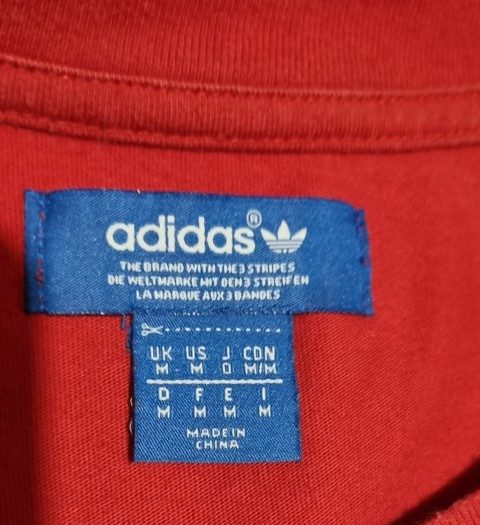 adidas®
THE BRAND WITH THE 3 STRIPES
DIE WELTMARKE MIT DEN 3 STREIFEN
LA MARQUE AUX 3 BANDES
UK US J CDN
M - M O M/M
D F E I
M M M M
MADE IN
CHINA